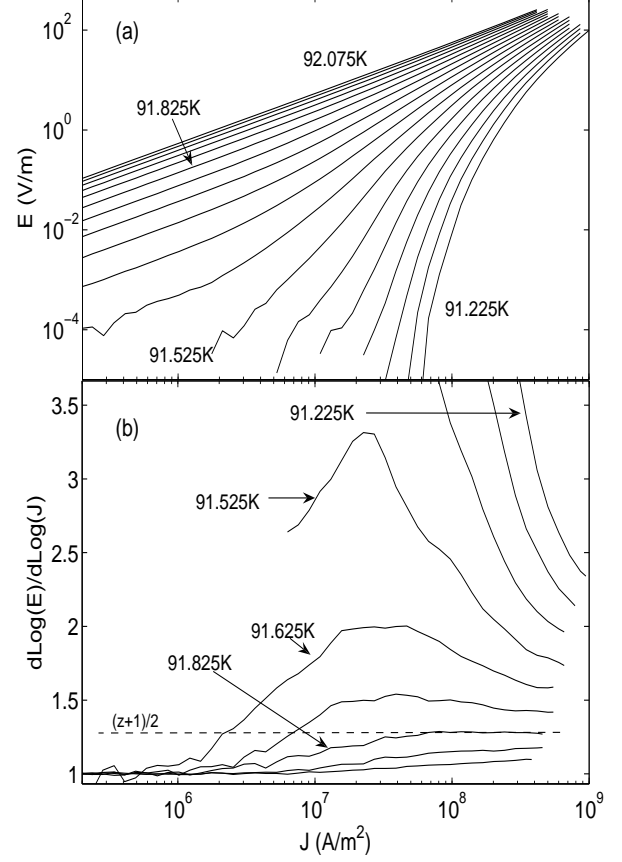 10^2
(a)
92.075K
91.825K
10^0
E (V/m)
10^-2
91.225K
10^-4
91.525K
3.5
(b)
91.225K
3
91.525K
2.5
dLog(E)/dLog(J)
2
91.625K
91.825K
1.5
(z+1)/2
1
10^6 10^7 10^8 10^9
J (A/m^2)